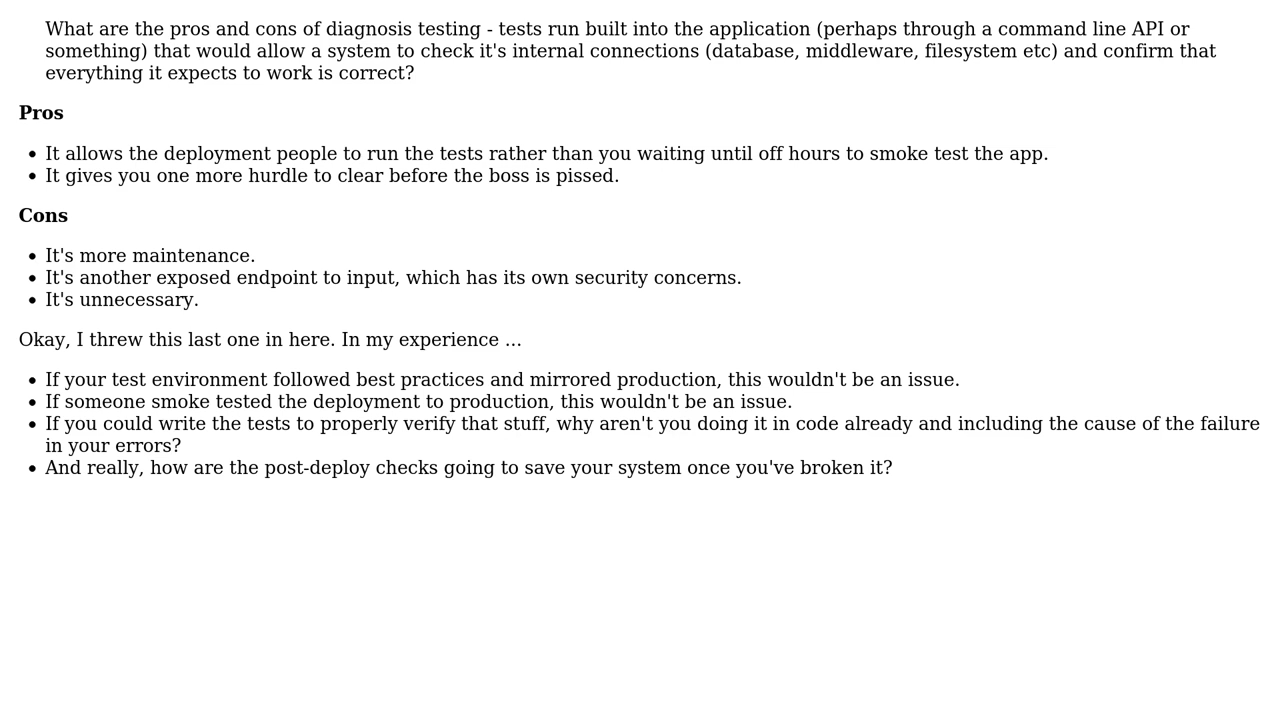 What are the pros and cons of diagnosis testing - tests run built into the application (perhaps through a command line API or
something) that would allow a system to check it's internal connections (database, middleware, filesystem etc) and confirm that
everything it expects to work is correct?
Pros
• It allows the deployment people to run the tests rather than you waiting until off hours to smoke test the app.
• It gives you one more hurdle to clear before the boss is pissed.
Cons
• It's more maintenance.
• It's another exposed endpoint to input, which has its own security concerns.
• It's unnecessary.
Okay, I threw this last one in here. In my experience ...
• If your test environment followed best practices and mirrored production, this wouldn't be an issue.
• If someone smoke tested the deployment to production, this wouldn't be an issue.
• If you could write the tests to properly verify that stuff, why aren't you doing it in code already and including the cause of the failure
in your errors?
• And really, how are the post-deploy checks going to save your system once you've broken it?